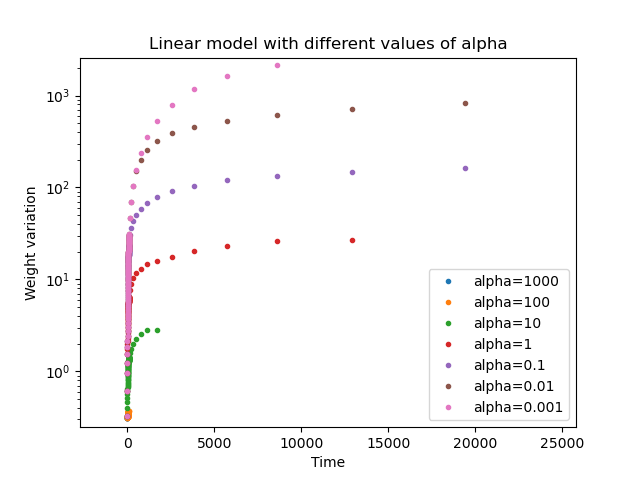 Linear model with different values of alpha
10³
10²
10¹
10⁰
Weight variation
0 5000 10000 15000 20000 25000
Time
alpha=1000
alpha=100
alpha=10
alpha=1
alpha=0.1
alpha=0.01
alpha=0.001